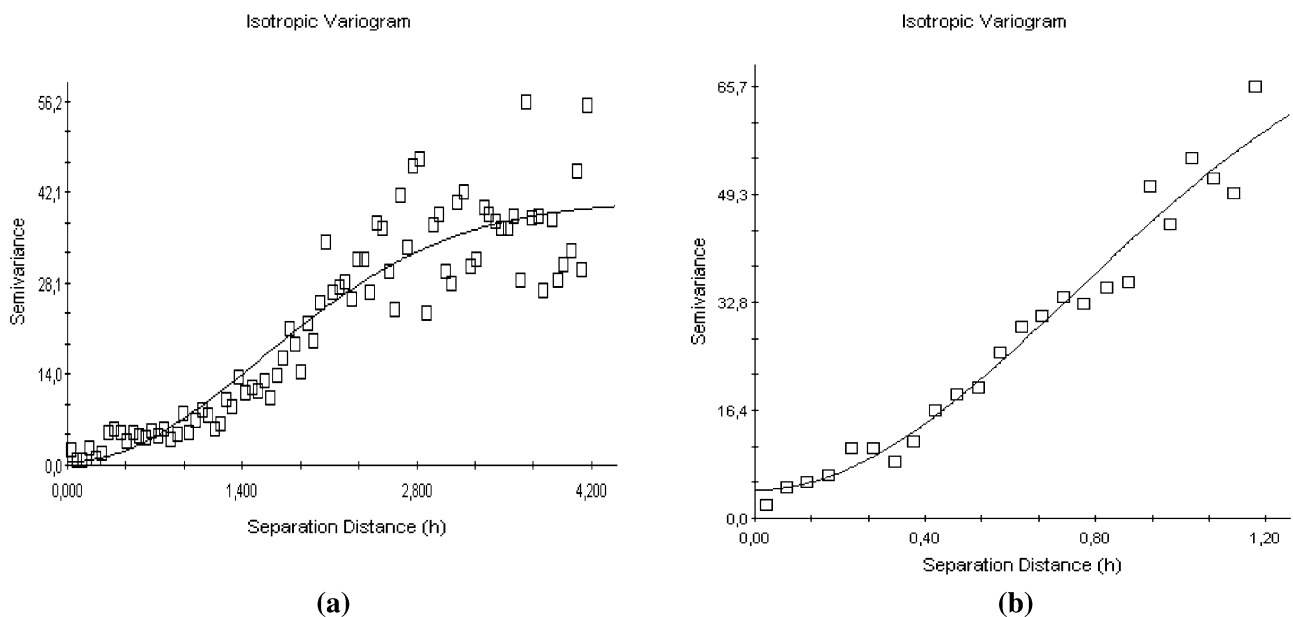 Isotropic Variogram
56,2
42,1
28,1
14,0
0,0
Semivariance
0,000 1,400 2,800 4,200
Separation Distance (h)
(a)
Isotropic Variogram
65,7
49,3
32,8
16,4
0,0
Semivariance
0,00 0,40 0,80 1,20
Separation Distance (h)
(b)